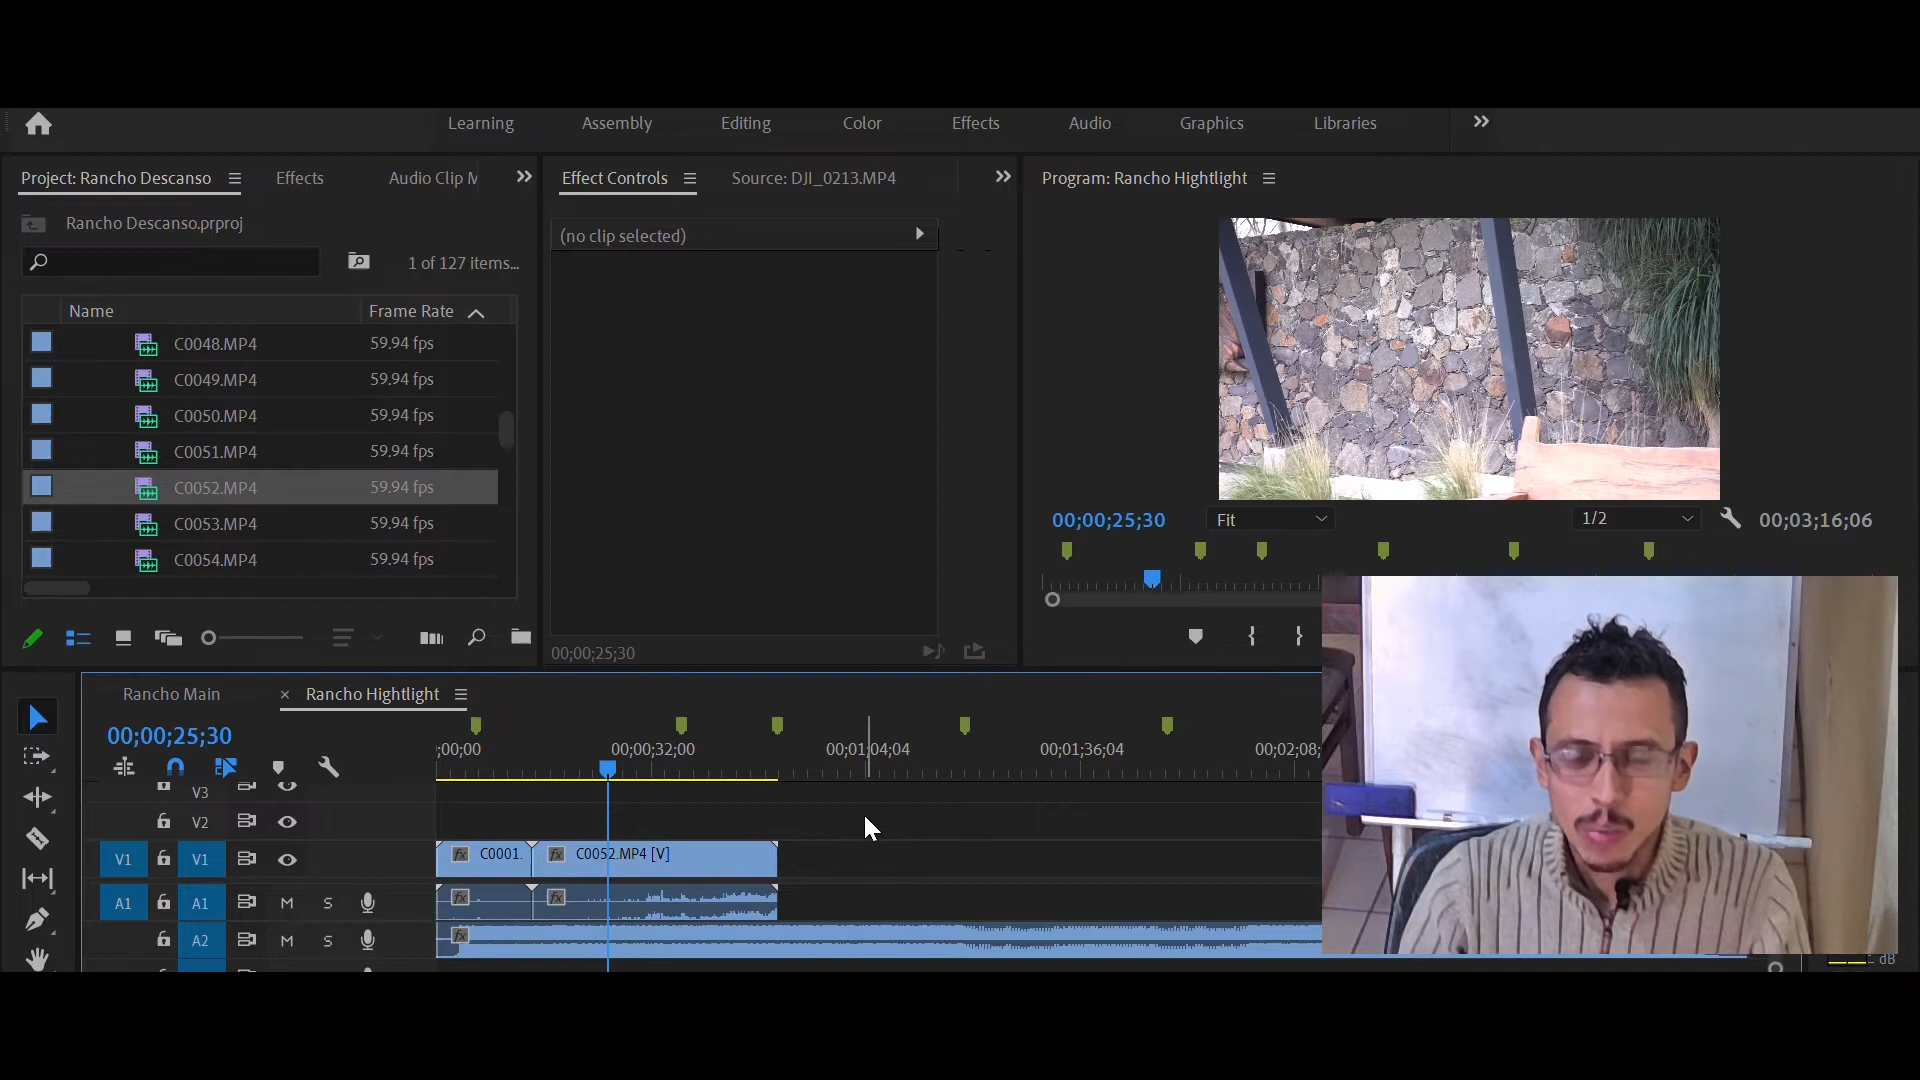 Learning Assembly Editing Color Effects Audio Graphics Libraries
Project: Rancho Descanso Effects Audio Clip M
Effect Controls Source: DJI_0213.MP4
Program: Rancho Hightlight
Rancho Descanso.prproj
(no clip selected)
1 of 127 items...
Name Frame Rate
C0048.MP4 59.94 fps
C0049.MP4 59.94 fps
C0050.MP4 59.94 fps
C0051.MP4 59.94 fps
C0052.MP4 59.94 fps
C0053.MP4 59.94 fps
C0054.MP4 59.94 fps
00;00;25;30 Fit 1/2 00;03;16;06
00;00;25;30
Rancho Main × Rancho Hightlight
00;00;25;30
;00;00 00;00;32;00 00;01;04;04 00;01;36;04 00;02;08;
V3
V2
V1 V1 fx C0001. fx C0052.MP4 [V]
A1 A1 M S fx fx
A2 M S fx
dB